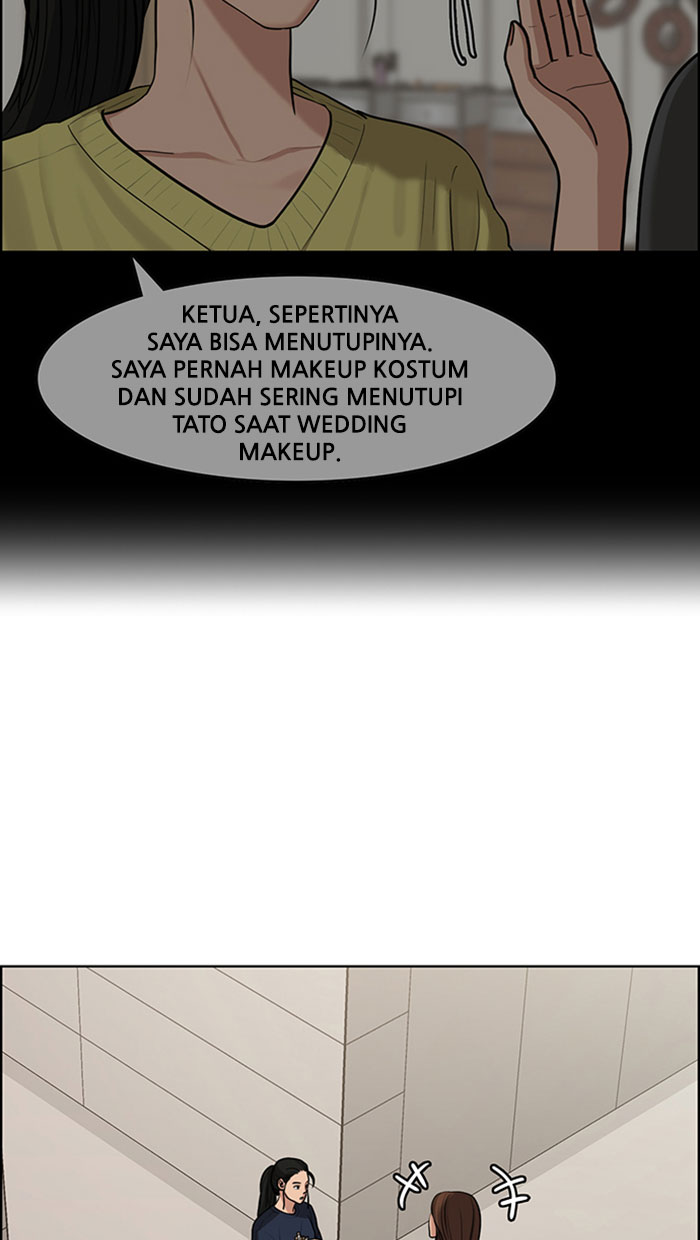 KETUA, SEPERTINYA
SAYA BISA MENUTUPINYA.
SAYA PERNAH MAKEUP KOSTUM
DAN SUDAH SERING MENUTUPI
TATO SAAT WEDDING
MAKEUP.